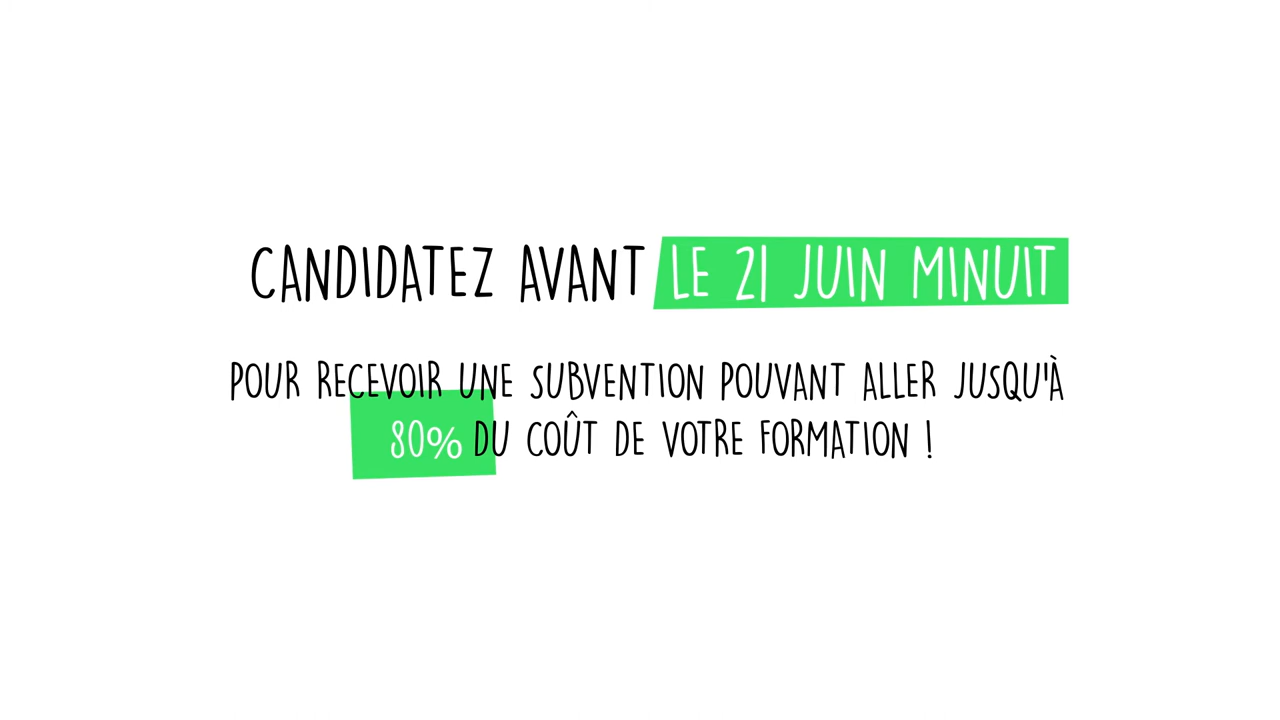 CANDIDATEZ AVANT LE 21 JUIN MINUIT
POUR RECEVOIR UNE SUBVENTION POUVANT ALLER JUSQU'À
80% DU COÛT DE VOTRE FORMATION !